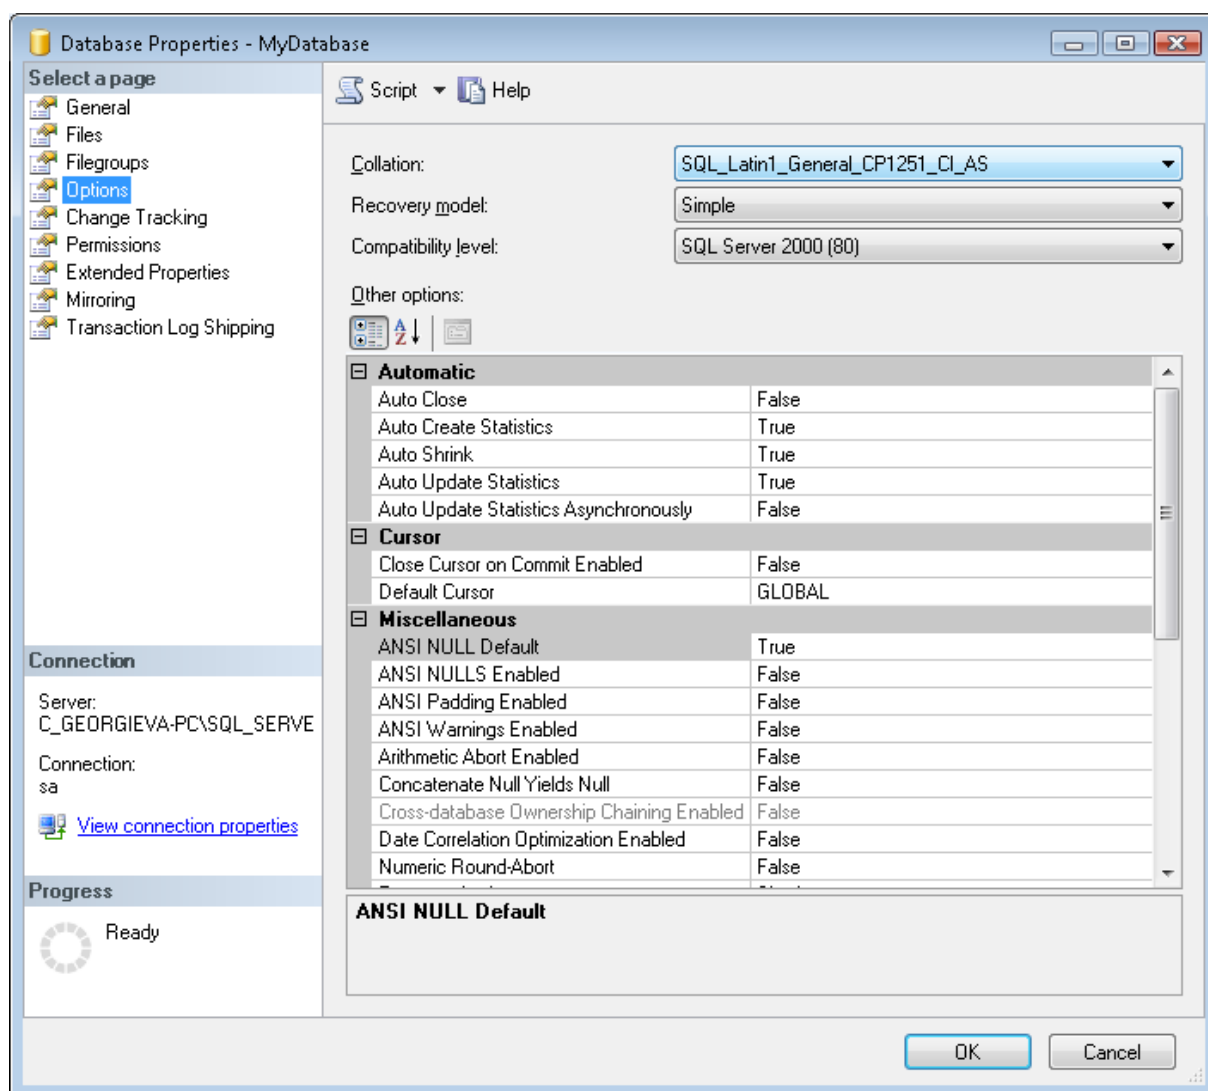 Database Properties - MyDatabase
Select a page
General
Files
Filegroups
Options
Change Tracking
Permissions
Extended Properties
Mirroring
Transaction Log Shipping
Connection
Server:
C_GEORGIEVA-PC\SQL_SERVE
Connection:
sa
View connection properties
Progress
Ready
Script
Help
Collation: SQL_Latin1_General_CP1251_CI_AS
Recovery model: Simple
Compatibility level: SQL Server 2000 (80)
Other options:
Automatic
Auto Close False
Auto Create Statistics True
Auto Shrink True
Auto Update Statistics True
Auto Update Statistics Asynchronously False
Cursor
Close Cursor on Commit Enabled False
Default Cursor GLOBAL
Miscellaneous
ANSI NULL Default True
ANSI NULLS Enabled False
ANSI Padding Enabled False
ANSI Warnings Enabled False
Arithmetic Abort Enabled False
Concatenate Null Yields Null False
Cross-database Ownership Chaining Enabled False
Date Correlation Optimization Enabled False
Numeric Round-Abort False
ANSI NULL Default
OK
Cancel